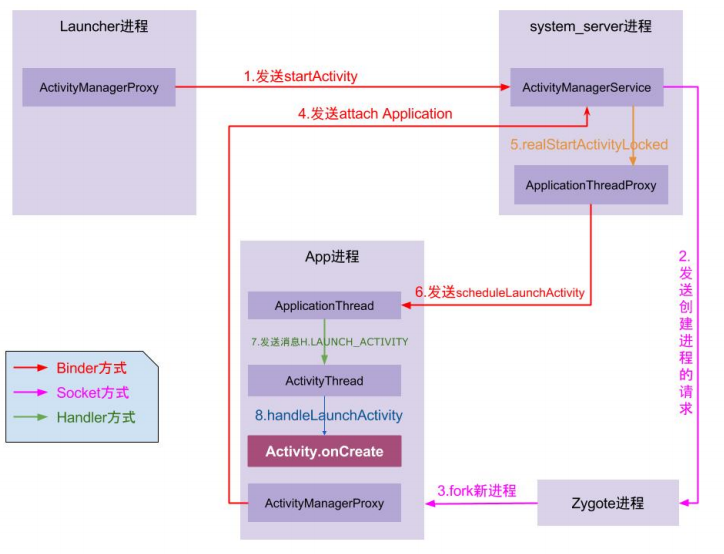 Launcher进程
system_server进程
ActivityManagerProxy
1.发送startActivity
ActivityManagerService
4.发送attach Application
5.realStartActivityLocked
ApplicationThreadProxy
2.
发
送
创
建
进
程
的
请
求
App进程
6.发送scheduleLaunchActivity
ApplicationThread
7.发送消息H.LAUNCH_ACTIVITY
ActivityThread
8.handleLaunchActivity
Activity.onCreate
ActivityManagerProxy
3.fork新进程
Zygote进程
Binder方式
Socket方式
Handler方式